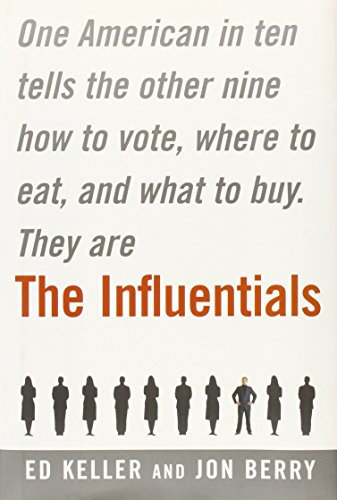 One American in ten
tells the other nine
how to vote, where to
eat, and what to buy.
They are
The Influentials
ED KELLER AND JON BERRY